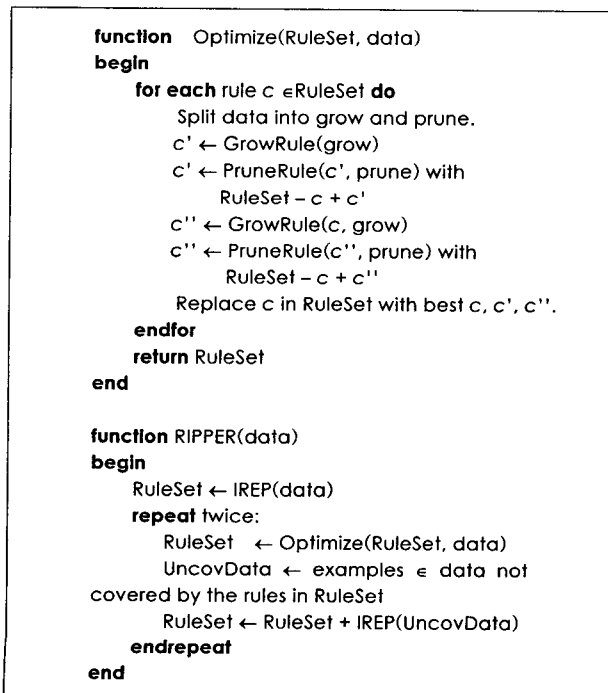 function Optimize(RuleSet, data)
begin
for each rule c ∈RuleSet do
Split data into grow and prune.
c' ← GrowRule(grow)
c' ← PruneRule(c', prune) with
RuleSet – c + c'
c'' ← GrowRule(c, grow)
c'' ← PruneRule(c'', prune) with
RuleSet – c + c''
Replace c in RuleSet with best c, c', c''.
endfor
return RuleSet
end
function RIPPER(data)
begin
RuleSet ← IREP(data)
repeat twice:
RuleSet ← Optimize(RuleSet, data)
UncovData ← examples ∈ data not
covered by the rules in RuleSet
RuleSet ← RuleSet + IREP(UncovData)
endrepeat
end